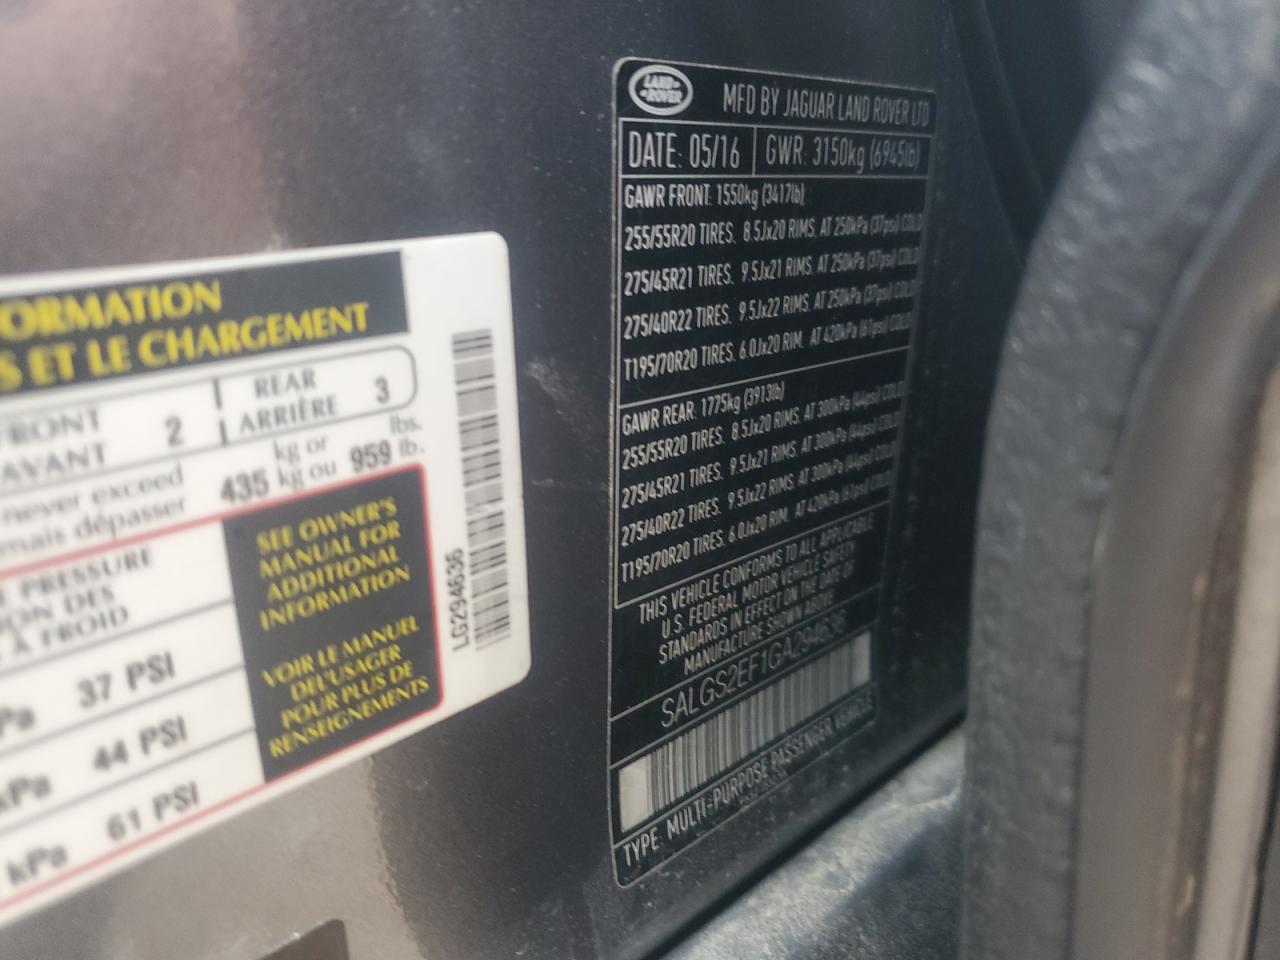 ORMATION
S ET LE CHARGEMENT
FRONT
AVANT 2
REAR
ARRIÈRE 3
never exceed
mais dépasser
435 kg or
kg ou 959 lbs.
lb.
PRESSURE
ION DES
À FROID
SEE OWNER'S
MANUAL FOR
ADDITIONAL
INFORMATION
VOIR LE MANUEL
DE L'USAGER
POUR PLUS DE
RENSEIGNEMENTS
Pa 37 PSI
kPa 44 PSI
kPa 61 PSI
LG294636
LAND
ROVER
MFD BY JAGUAR LAND ROVER LTD
DATE: 05/16 GWR: 3150kg (6945lb)
GAWR FRONT: 1550kg (3417lb)
255/55R20 TIRES. 8.5Jx20 RIMS. AT 250kPa (37psi) COLD
275/45R21 TIRES. 9.5Jx21 RIMS. AT 250kPa (37psi) COLD
275/40R22 TIRES. 9.5Jx22 RIMS. AT 250kPa (37psi) COLD
T195/70R20 TIRES. 6.0Jx20 RIM. AT 420kPa (61psi) COLD
GAWR REAR: 1775kg (3913lb)
255/55R20 TIRES. 8.5Jx20 RIMS. AT 300kPa (44psi) COLD
275/45R21 TIRES. 9.5Jx21 RIMS. AT 300kPa (44psi) COLD
275/40R22 TIRES. 9.5Jx22 RIMS. AT 300kPa (44psi) COLD
T195/70R20 TIRES. 6.0Jx20 RIM. AT 420kPa (61psi) COLD
THIS VEHICLE CONFORMS TO ALL APPLICABLE
U.S. FEDERAL MOTOR VEHICLE SAFETY
STANDARDS IN EFFECT ON THE DATE OF
MANUFACTURE SHOWN ABOVE
SALGS2EF1GA294636
TYPE: MULTI-PURPOSE PASSENGER VEHICLE